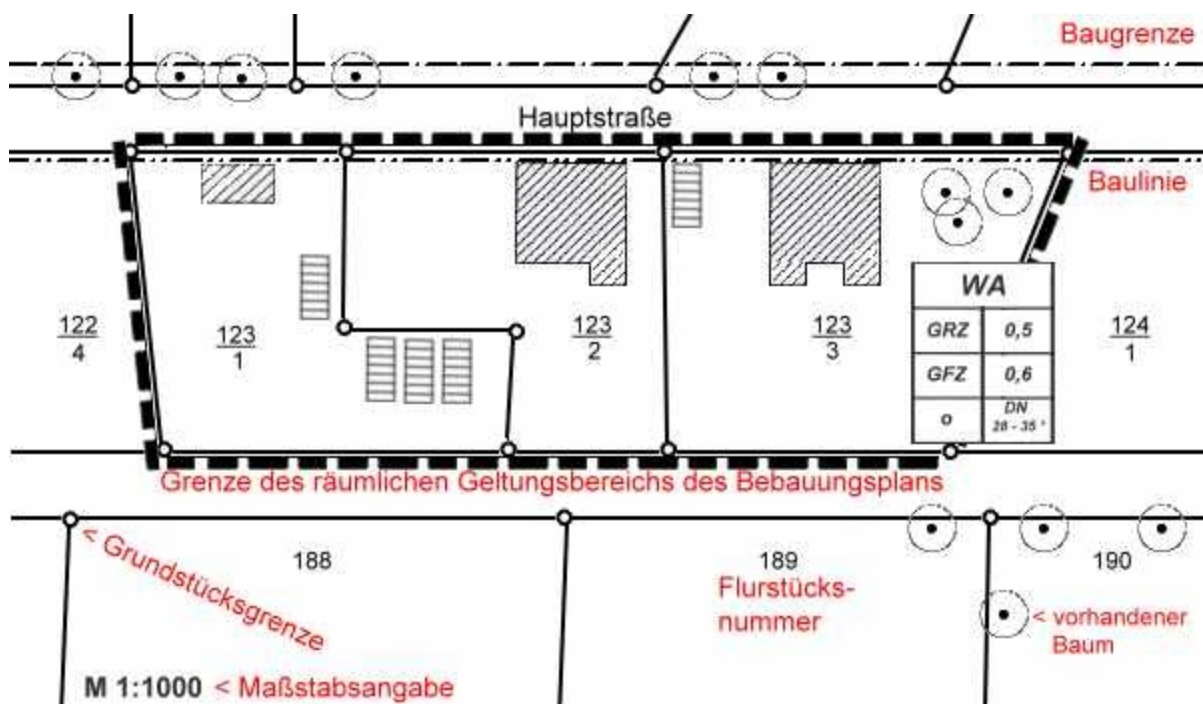 Baugrenze
Hauptstraße
Baulinie
122
4
123
1
123
2
123
3
124
1
WA
GRZ 0,5
GFZ 0,6
o DN
28 - 35 °
Grenze des räumlichen Geltungsbereichs des Bebauungsplans
< Grundstücksgrenze
188
189
190
Flurstücks-
nummer
< vorhandener
Baum
M 1:1000 < Maßstabsangabe